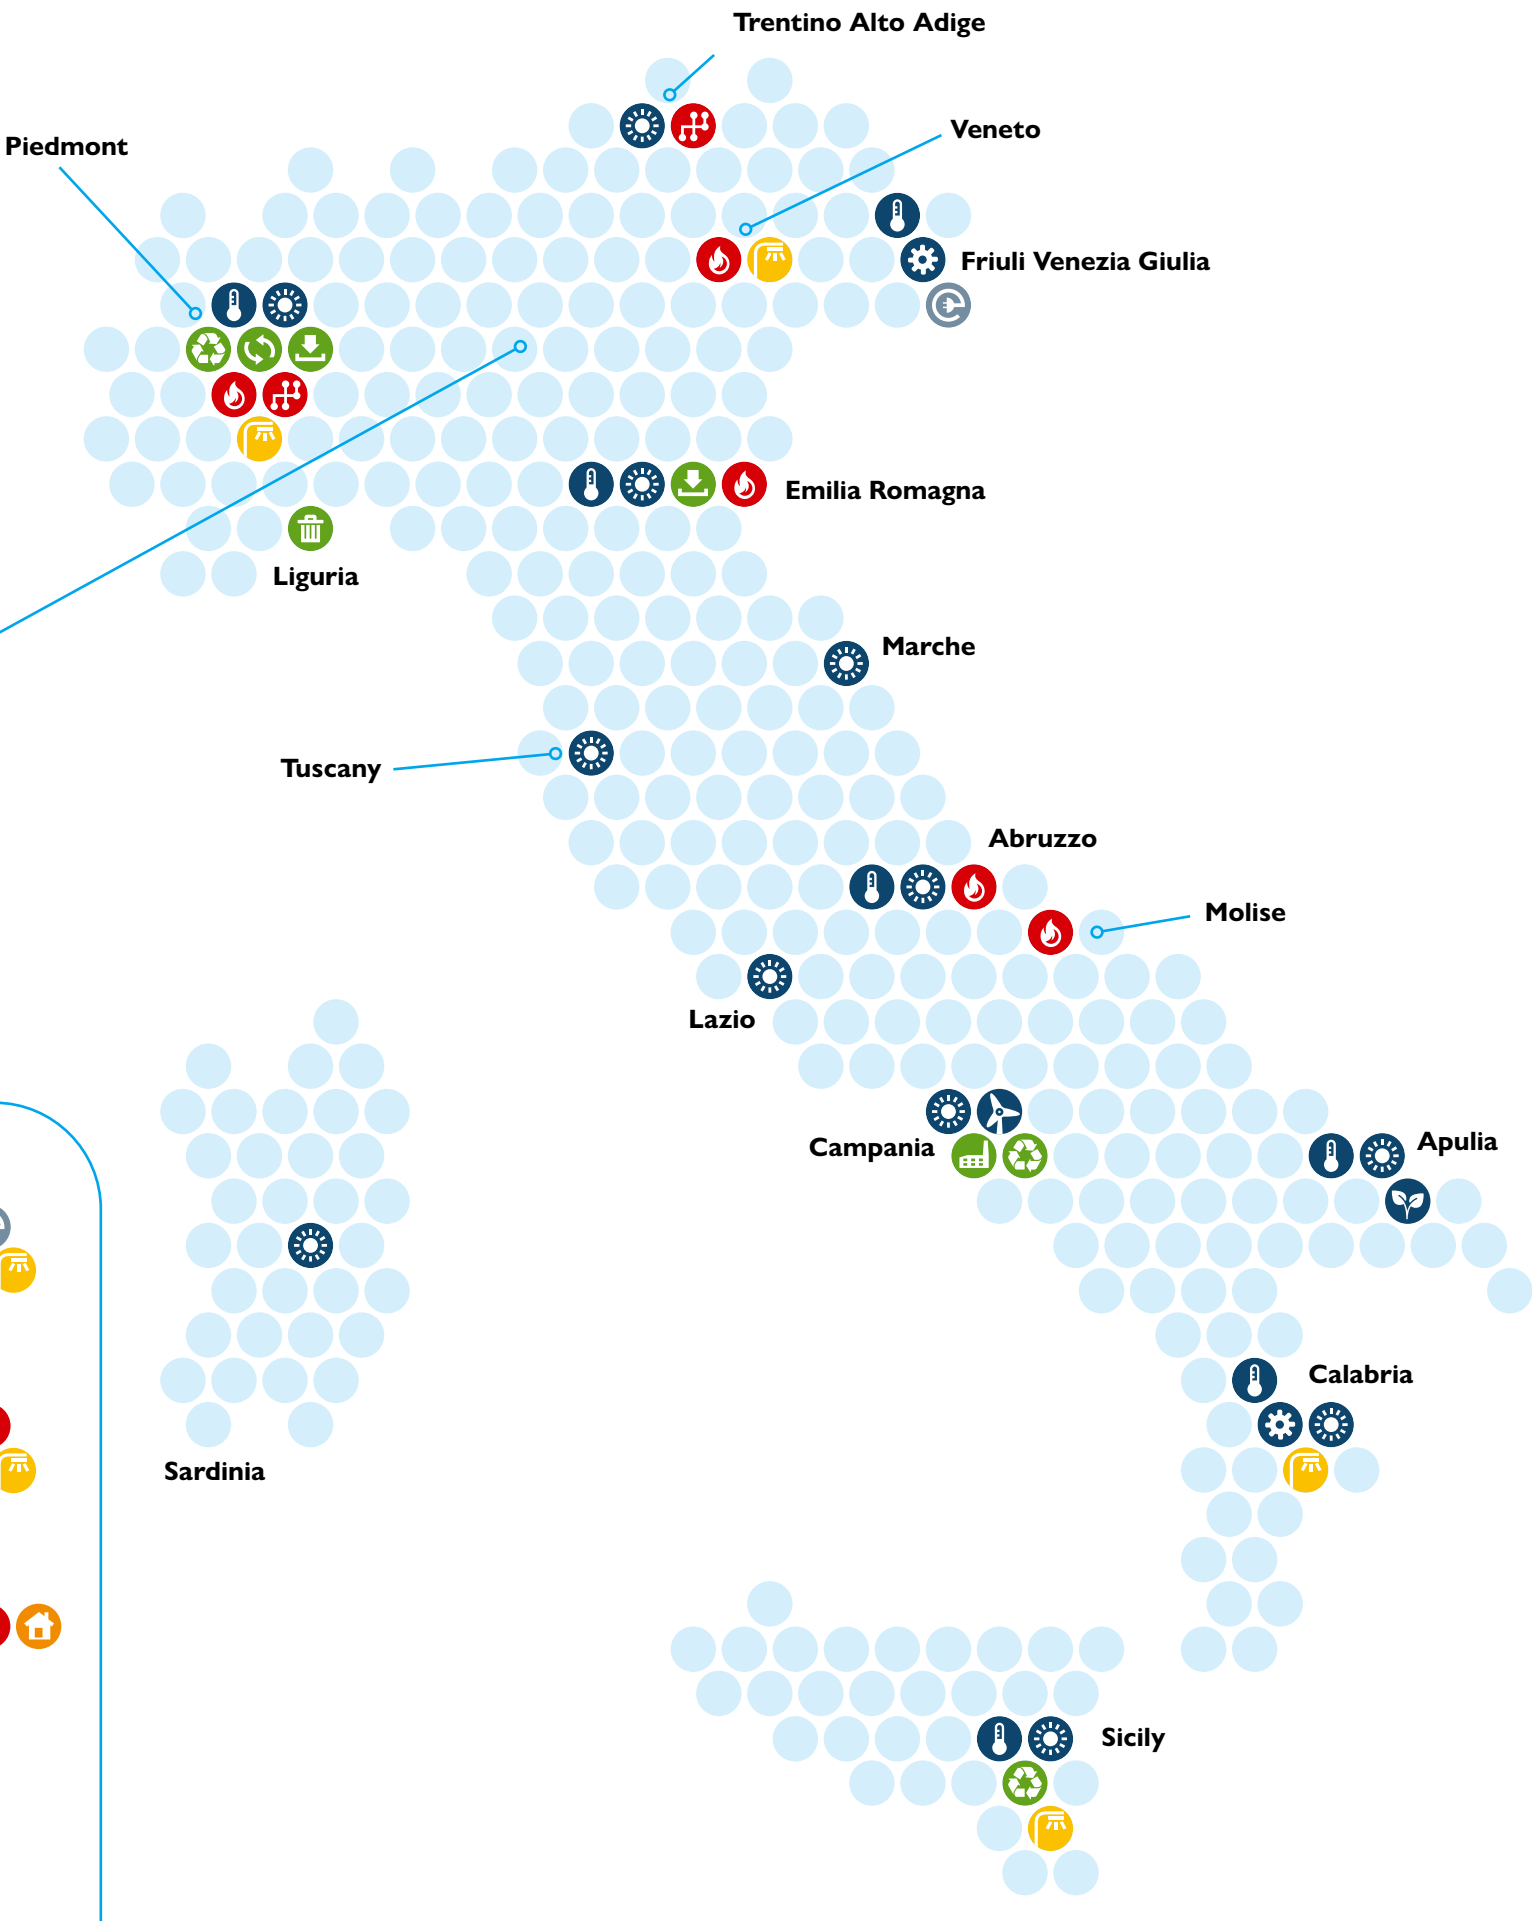 Trentino Alto Adige
Veneto
Piedmont
Friuli Venezia Giulia
Emilia Romagna
Liguria
Marche
Tuscany
Abruzzo
Molise
Lazio
Campania
Apulia
Calabria
Sardinia
Sicily